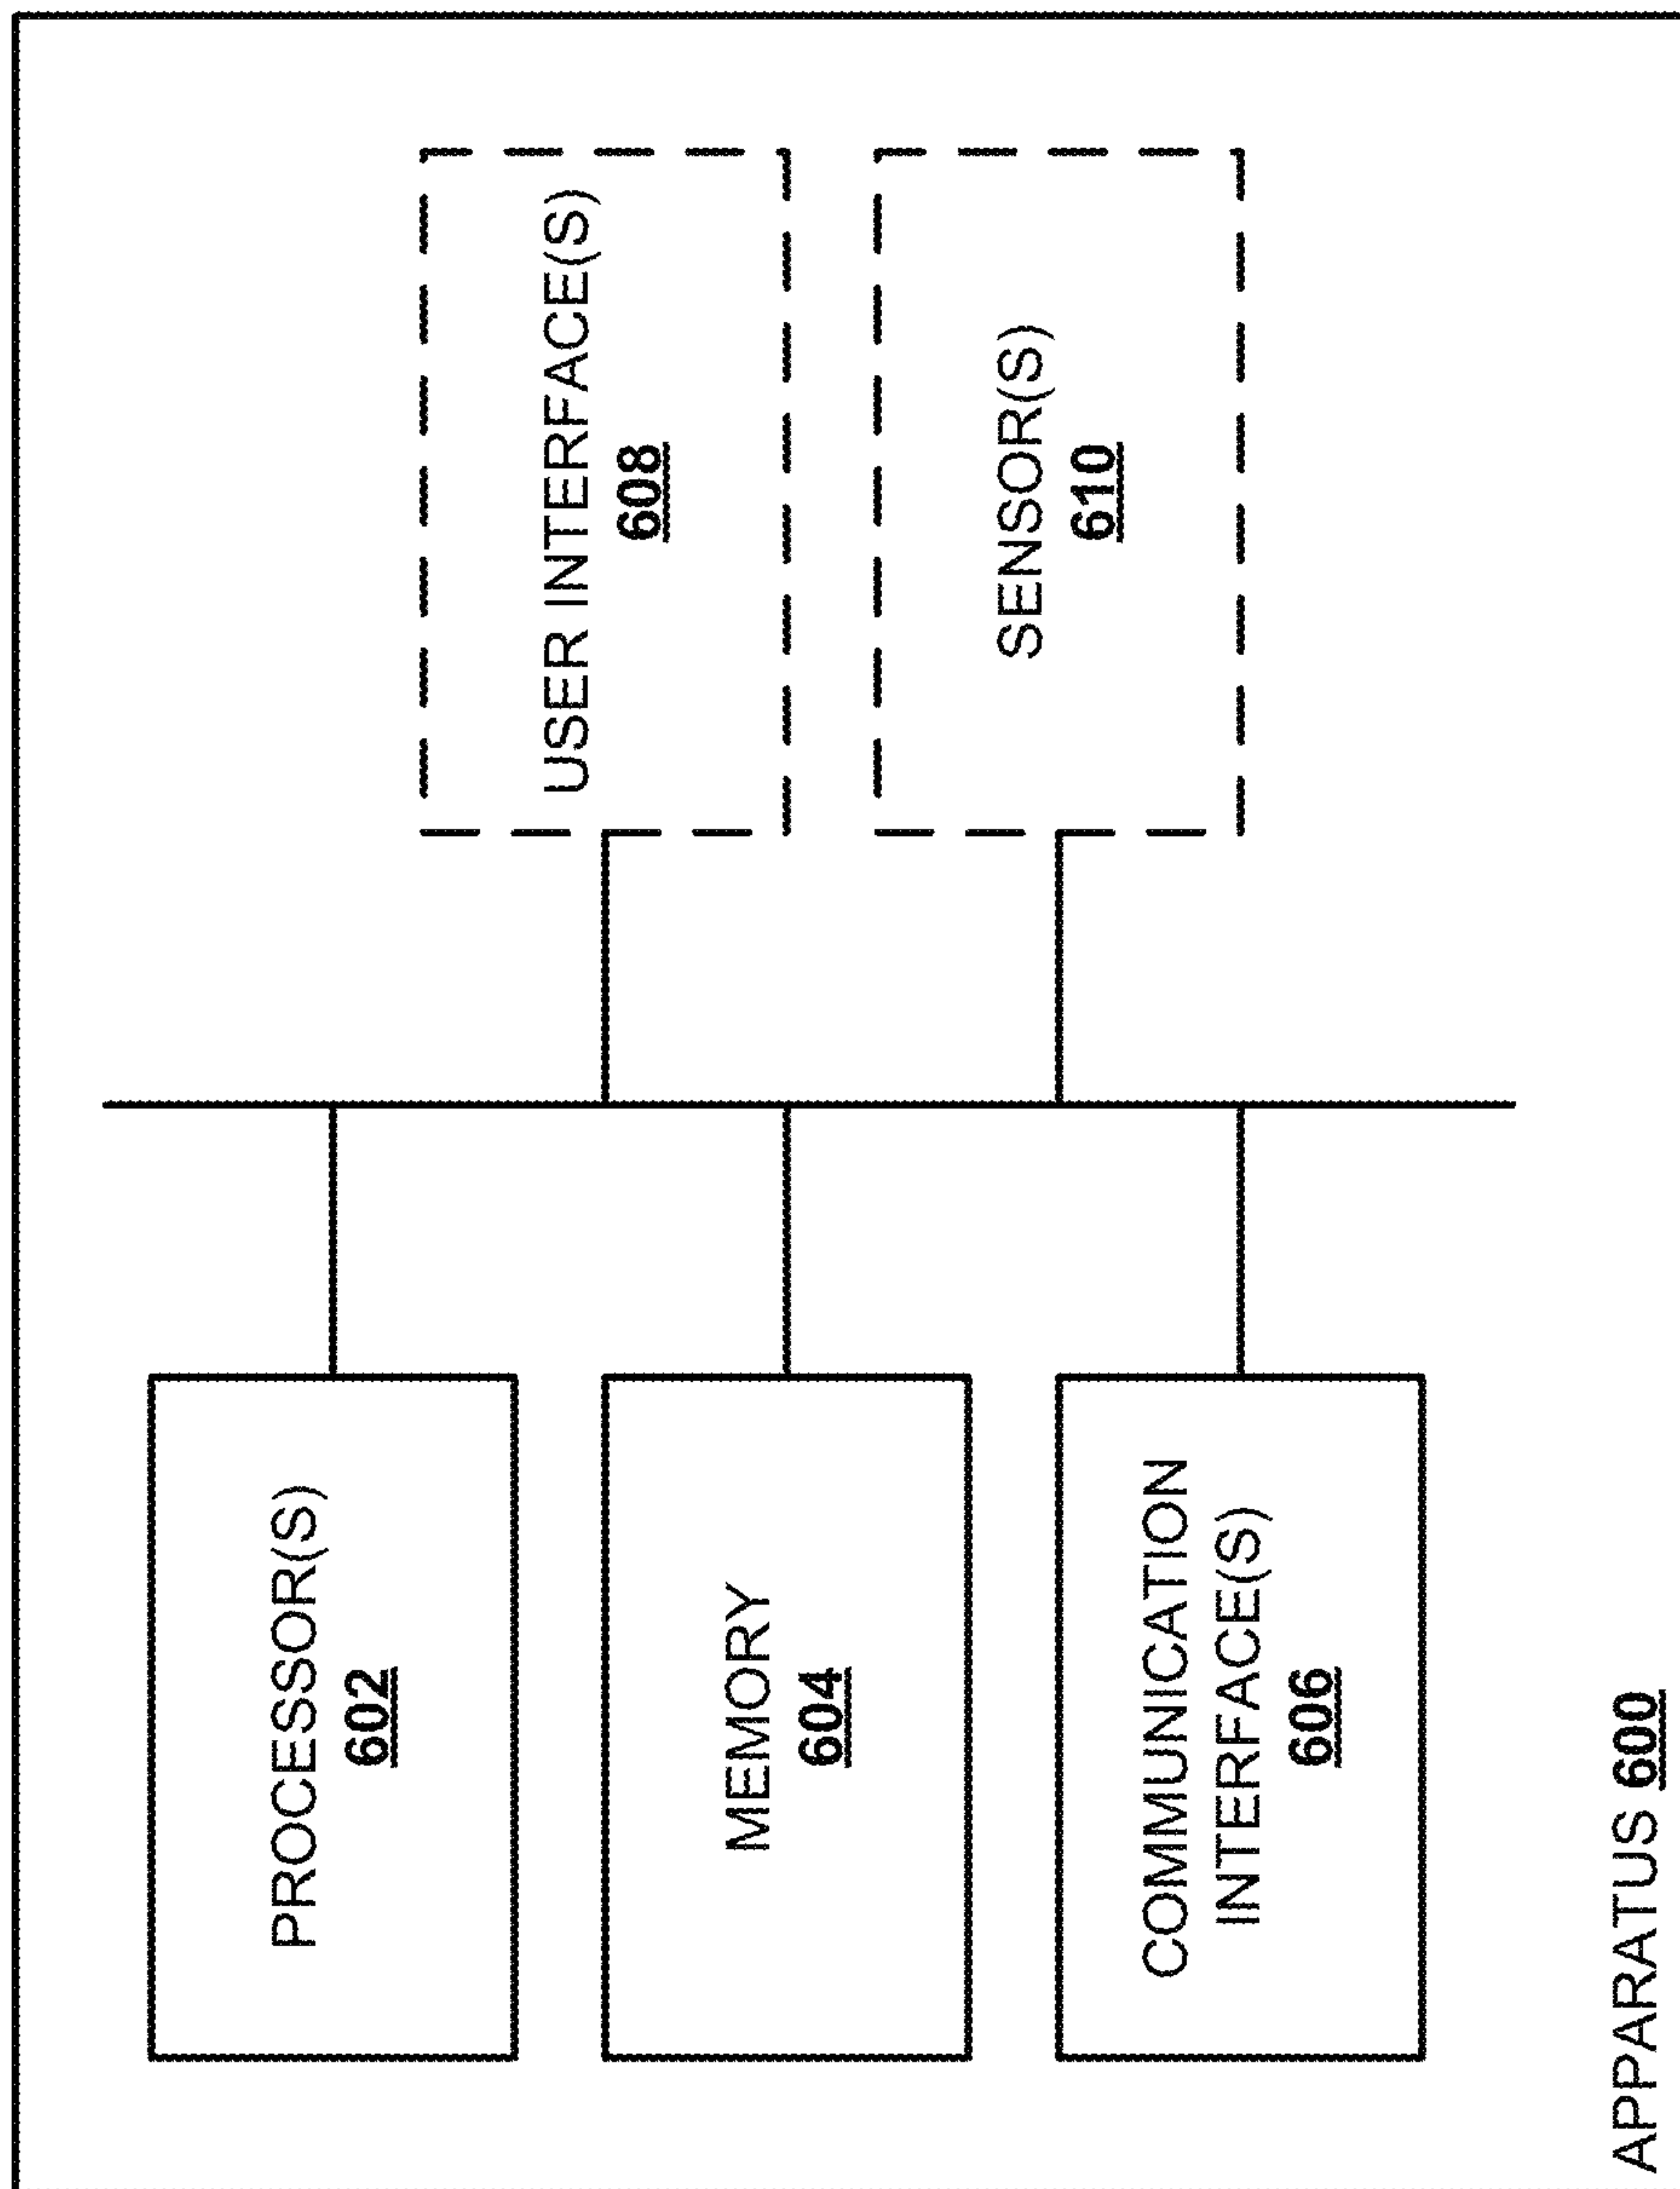 PROCESSOR(S)
602
MEMORY
604
COMMUNICATION
INTERFACE(S)
606
USER INTERFACE(S)
608
SENSOR(S)
610
APPARATUS 600